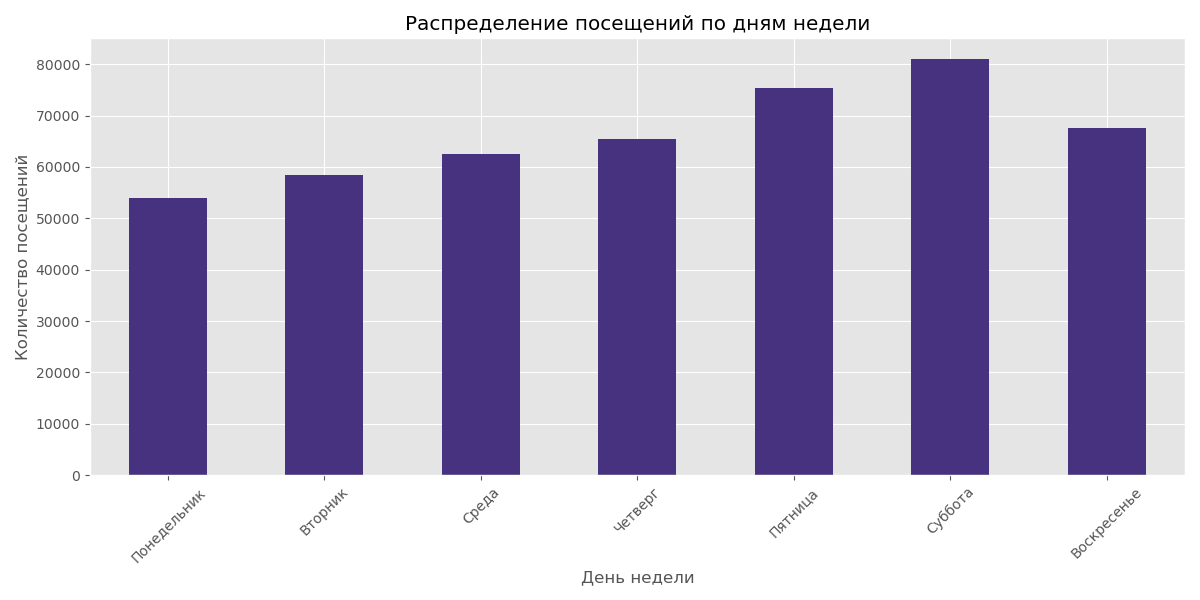 Распределение посещений по дням недели
Количество посещений
80000
70000
60000
50000
40000
30000
20000
10000
0
Понедельник
Вторник
Среда
Четверг
Пятница
Суббота
Воскресенье
День недели